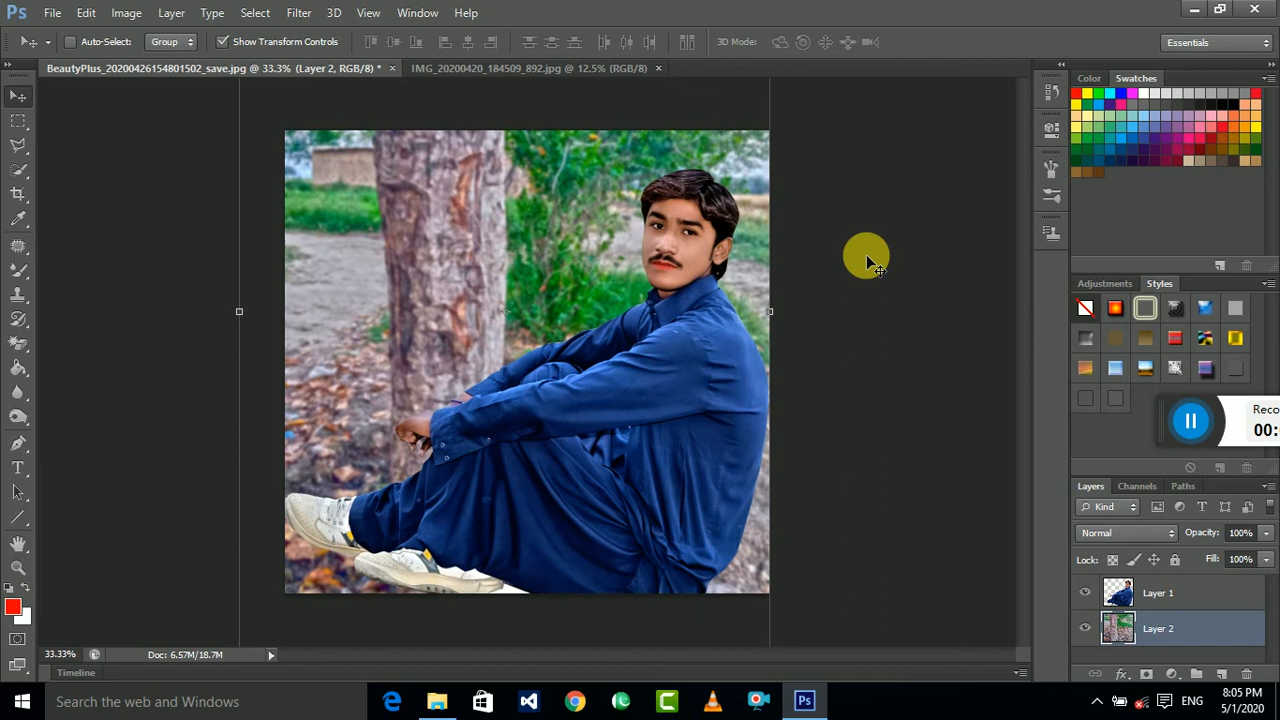 Ps File Edit Image Layer Type Select Filter 3D View Window Help
Auto-Select: Group Show Transform Controls 3D Mode: Essentials
BeautyPlus_20200426154801502_save.jpg @ 33.3% (Layer 2, RGB/8) * × IMG_20200420_184509_892.jpg @ 12.5% (RGB/8) ×
Color Swatches
Adjustments Styles
Reco
00:
Layers Channels Paths
Kind
Normal Opacity: 100%
Lock: Fill: 100%
Layer 1
Layer 2
33.33% Doc: 6.57M/18.7M
Timeline
Search the web and Windows
ENG
8:05 PM
5/1/2020